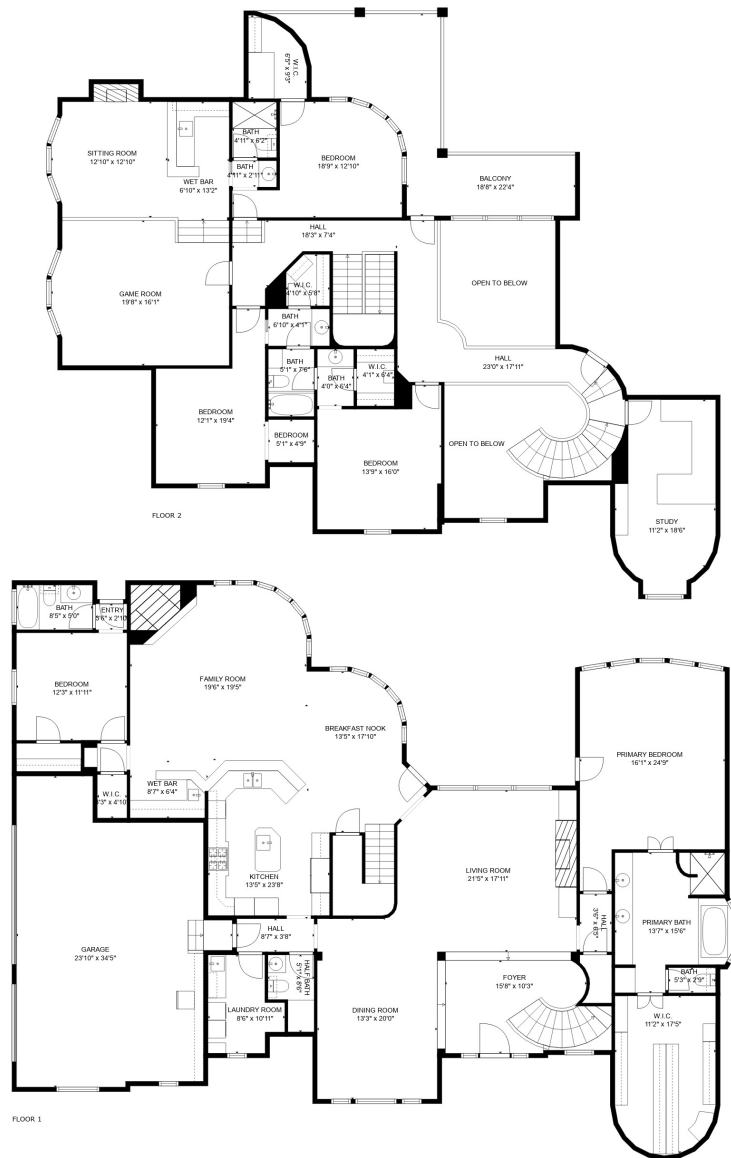 W.I.C.
6'5" x 9'3"
SITTING ROOM
12'10" x 12'10"
BATH
4'11" x 6'2"
BEDROOM
18'9" x 12'10"
WET BAR
6'10" x 13'2"
BATH
4'11" x 2'11"
BALCONY
18'8" x 22'4"
HALL
18'3" x 7'4"
GAME ROOM
19'8" x 16'1"
W.I.C.
4'10" x 5'8"
OPEN TO BELOW
BATH
6'10" x 4'1"
HALL
23'0" x 17'11"
BATH
5'1" x 7'6"
BATH
4'0" x 6'4"
W.I.C.
4'1" x 6'4"
BEDROOM
12'1" x 19'4"
BEDROOM
5'1" x 4'9"
OPEN TO BELOW
BEDROOM
13'9" x 16'0"
STUDY
11'2" x 18'6"
FLOOR 2
BATH
8'5" x 5'0"
ENTRY
BEDROOM
12'3" x 11'11"
FAMILY ROOM
19'6" x 19'5"
BREAKFAST NOOK
13'5" x 17'10"
PRIMARY BEDROOM
16'1" x 24'9"
WET BAR
8'7" x 6'4"
W.I.C.
KITCHEN
13'5" x 23'8"
LIVING ROOM
21'5" x 17'11"
HALL
3'6" x 6'5"
PRIMARY BATH
13'7" x 15'6"
GARAGE
23'10" x 34'5"
HALL
8'7" x 3'8"
HALF BATH
5'1" x 8'6"
FOYER
15'8" x 10'3"
BATH
5'3" x 2'9"
LAUNDRY ROOM
8'6" x 10'11"
DINING ROOM
13'3" x 20'0"
W.I.C.
11'2" x 17'5"
FLOOR 1